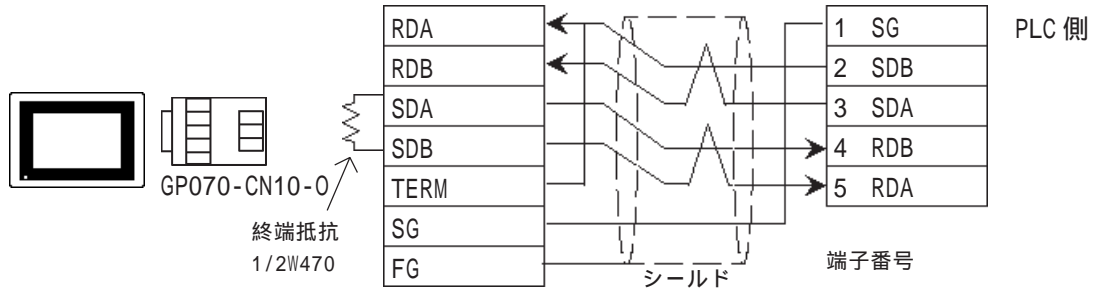 GP070-CN10-O
終端抵抗
1/2W470
RDA
RDB
SDA
SDB
TERM
SG
FG
シールド
1 SG
2 SDB
3 SDA
4 RDB
5 RDA
PLC 側
端子番号